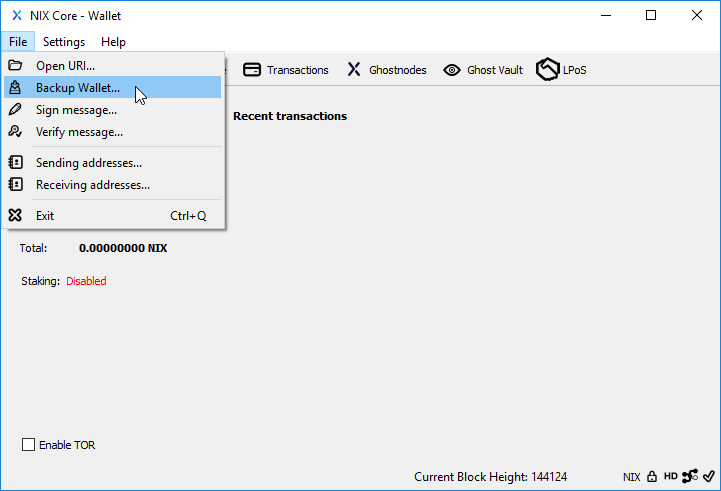 NIX Core - Wallet
File Settings Help
Open URI...
Transactions Ghostnodes Ghost Vault LPoS
Backup Wallet...
Sign message...
Recent transactions
Verify message...
Sending addresses...
Receiving addresses...
Exit Ctrl+Q
Total: 0.00000000 NIX
Staking: Disabled
Enable TOR
Current Block Height: 144124 NIX HD